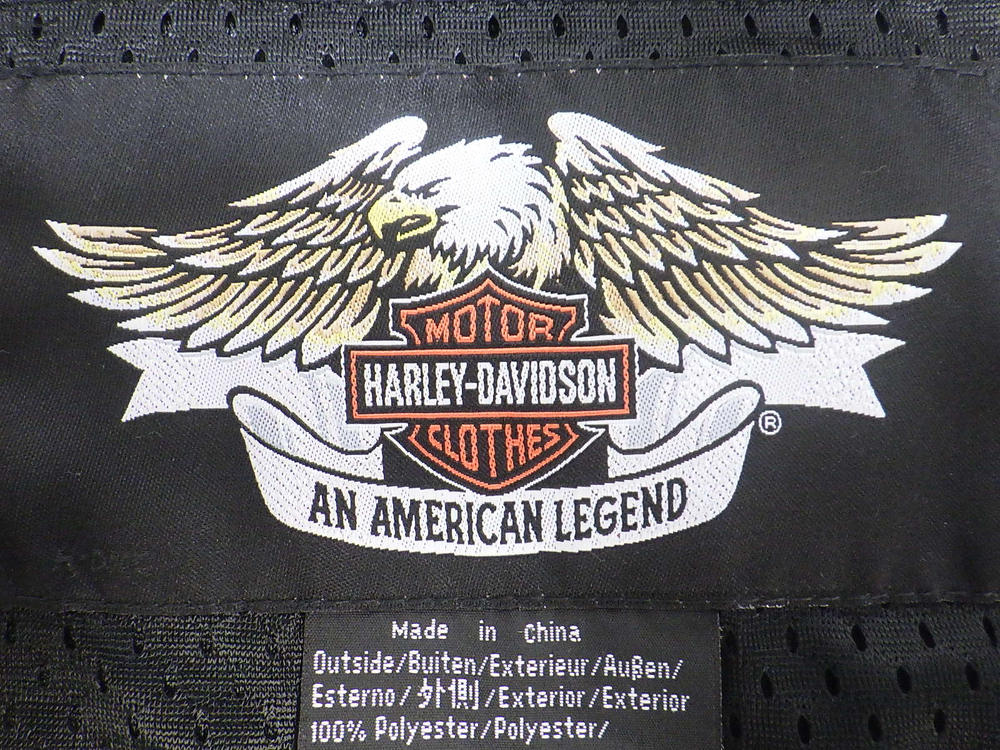 MOTOR
HARLEY-DAVIDSON
CLOTHES
®
AN AMERICAN LEGEND
Made in China
Outside/Buiten/Exterieur/Außen/
Esterno/外側/Exterior/Exterior
100% Polyester/Polyester/